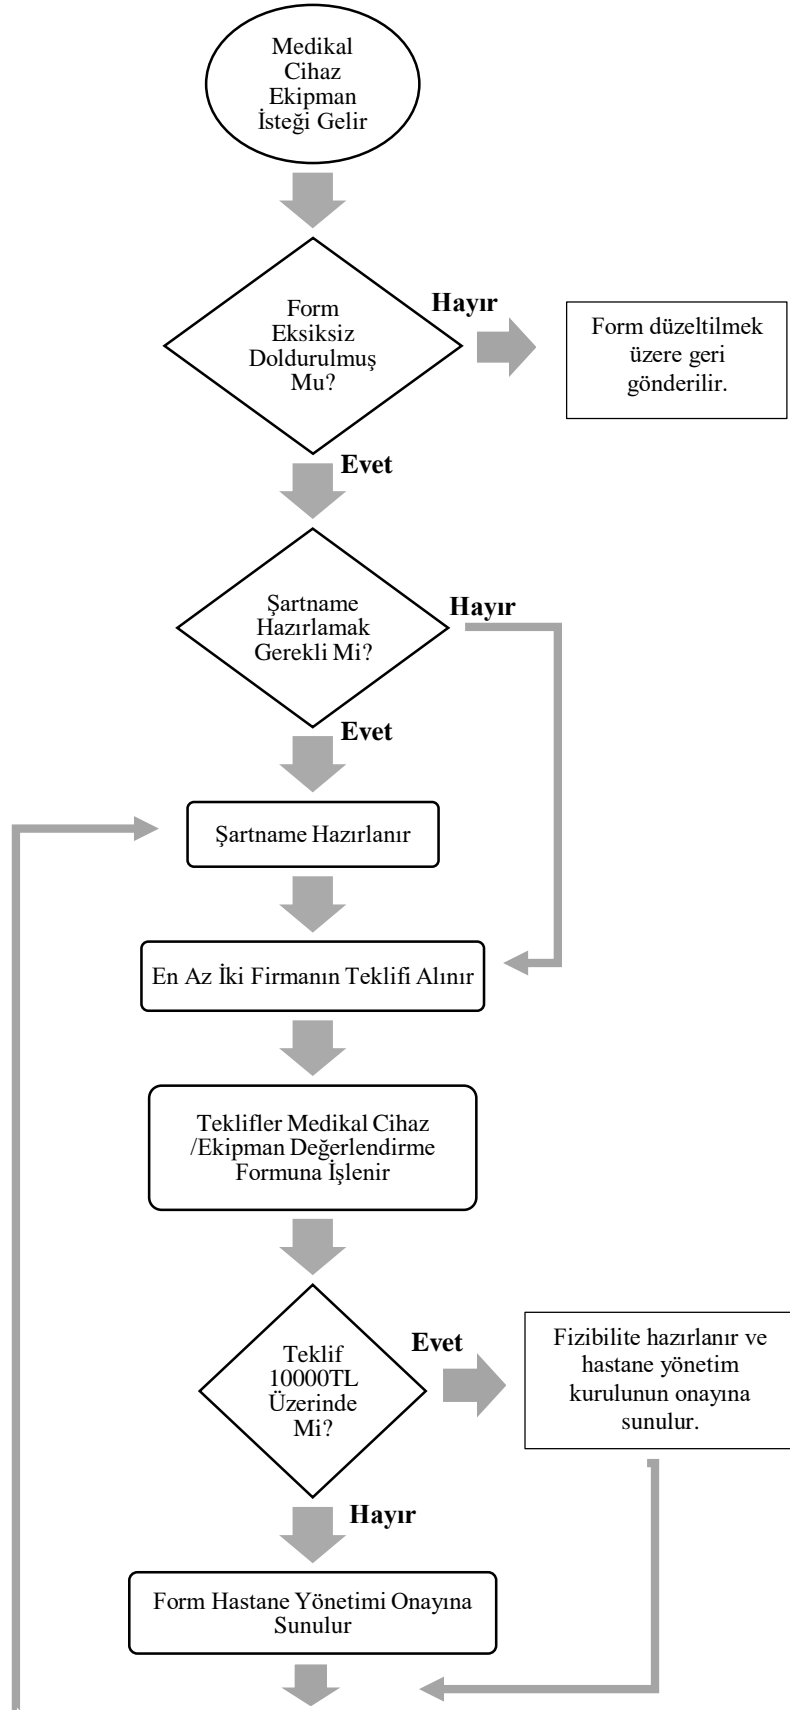 Medikal
Cihaz
Ekipman
İsteği Gelir
Form
Eksiksiz
Doldurulmuş
Mu?
Hayır
Form düzeltilmek
üzere geri
gönderilir.
Evet
Şartname
Hazırlamak
Gerekli Mi?
Hayır
Evet
Şartname Hazırlanır
En Az İki Firmanın Teklifi Alınır
Teklifler Medikal Cihaz
/Ekipman Değerlendirme
Formuna İşlenir
Teklif
10000TL
Üzerinde
Mi?
Evet
Fizibilite hazırlanır ve
hastane yönetim
kurulunun onayına
sunulur.
Hayır
Form Hastane Yönetimi Onayına
Sunulur